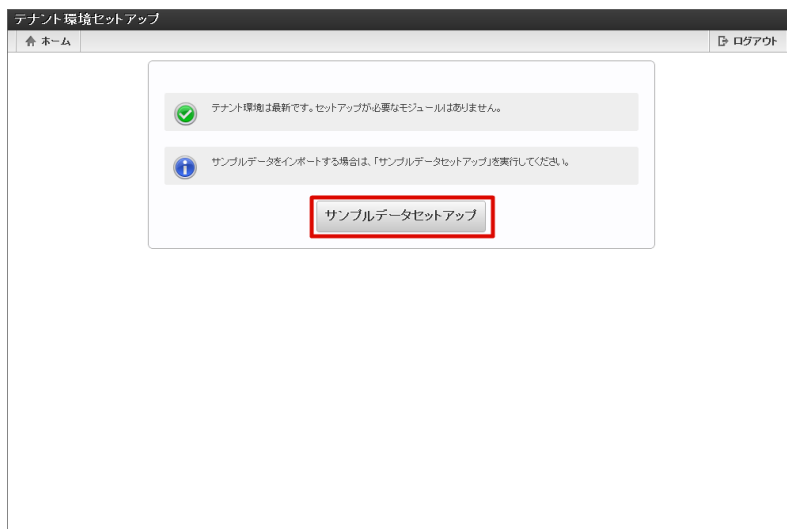 テナント環境セットアップ
ホーム
ログアウト
テナント環境は最新です。セットアップが必要なモジュールはありません。
サンプルデータをインポートする場合は、「サンプルデータセットアップ」を実行してください。
サンプルデータセットアップ